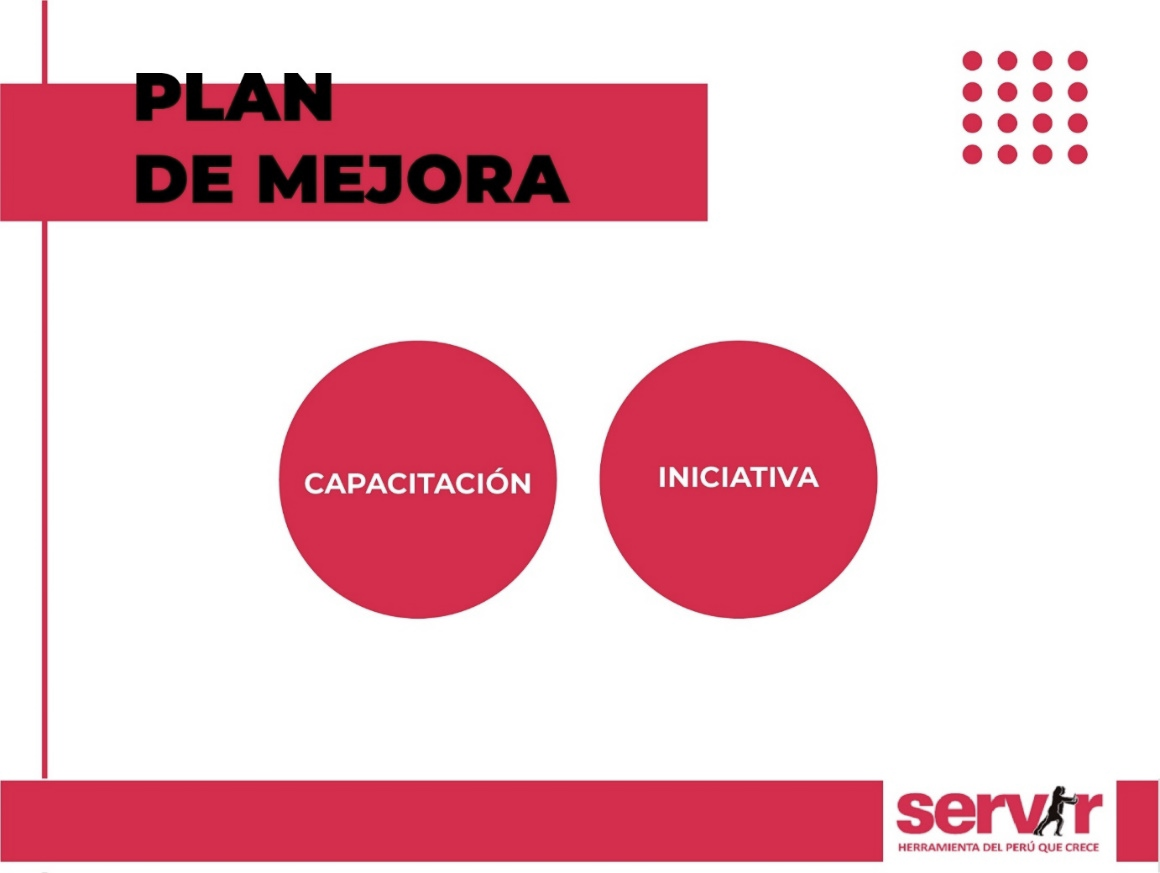 PLAN
DE MEJORA
CAPACITACIÓN
INICIATIVA
servir
HERRAMIENTA DEL PERÚ QUE CRECE